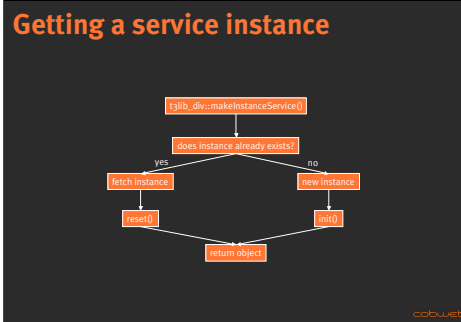 Getting a service instance
t3lib_div::makeInstanceService()
does instance already exists?
yes
no
fetch instance
new instance
reset()
init()
return object
cobweb